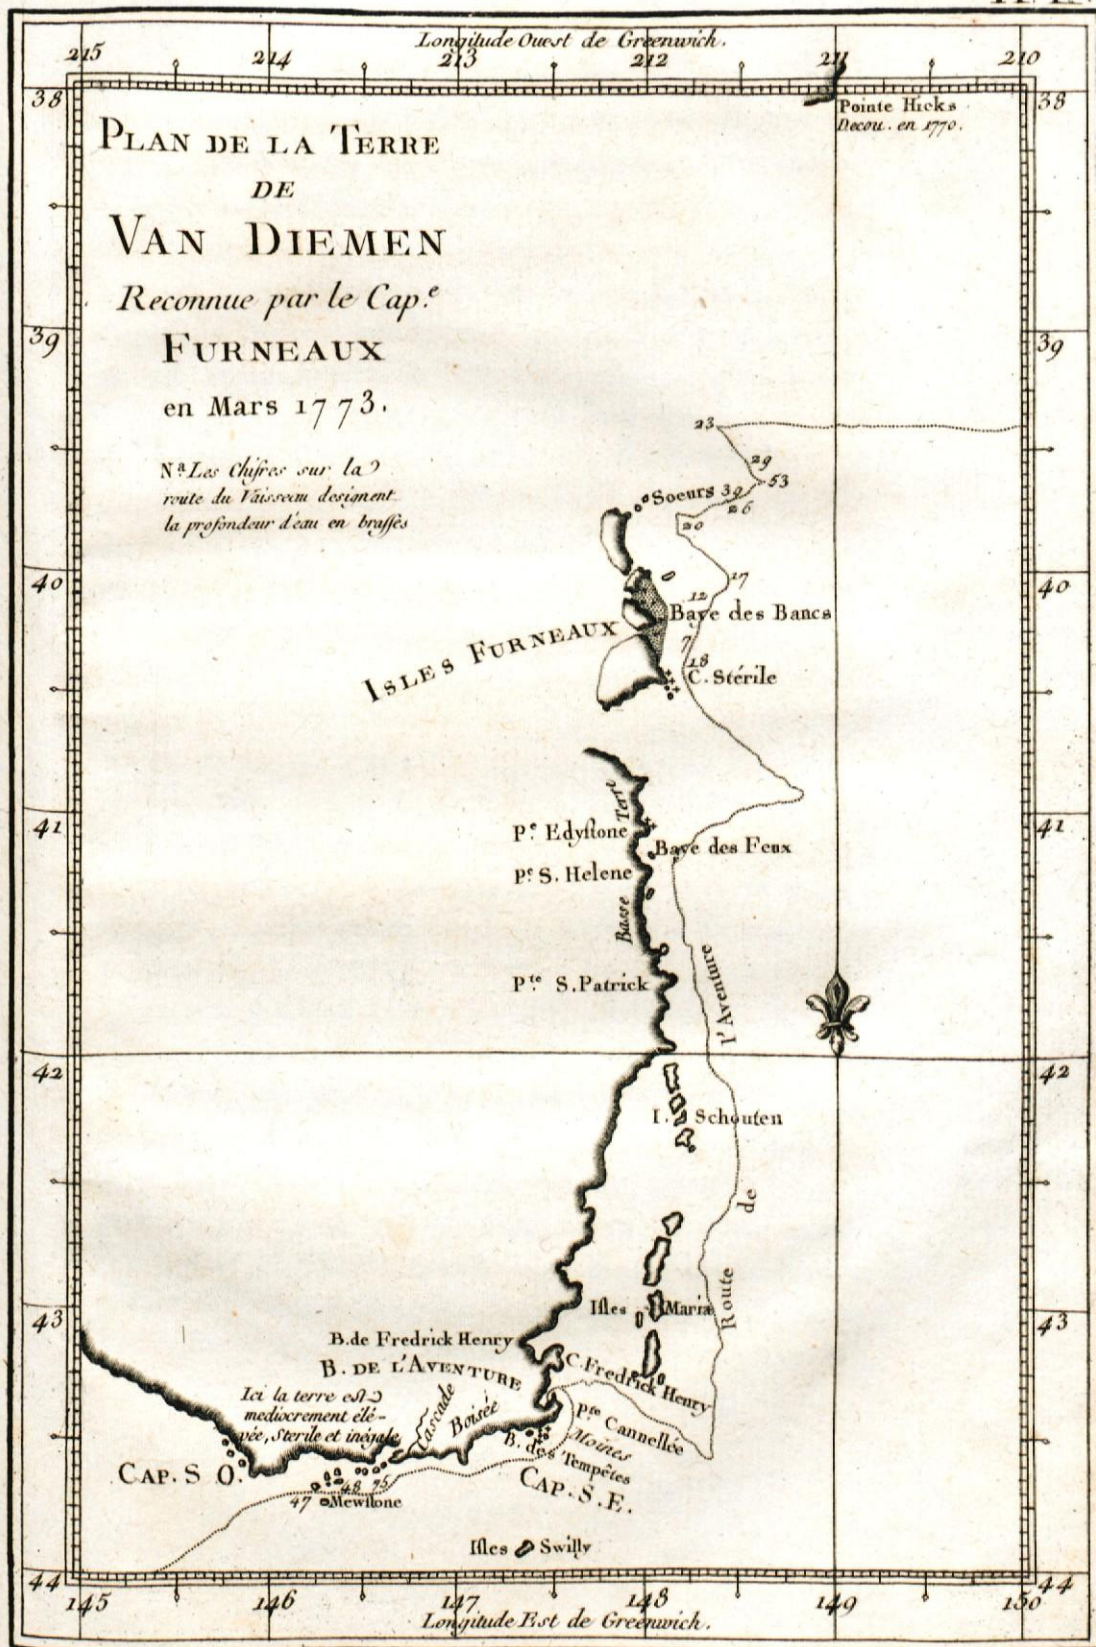 Longitude Ouest de Greenwich.
215 214 213 212 211 210
38 38
Pointe Hicks
Decou. en 1770.
PLAN DE LA TERRE
DE
VAN DIEMEN
Reconnue par le Cap.e
FURNEAUX
en Mars 1773.
N.a Les Chifres sur la
route du Vaisseau designent
la profondeur d'eau en brasses
39 39
23
29
53
Soeurs 39
26
20
40 40
17
12
Baye des Bancs
7
ISLES FURNEAUX
18
C. Stérile
41 41
Terre
P.e Edystone
Baye des Feux
P.e S. Helene
Basse
P.te S. Patrick
Route de l'Aventure
42 42
I. Schouten
43 43
Isles Maria
B. de Fredrick Henry
B. DE L'AVENTURE
C. Fredrick Henry
Ici la terre est
mediocrement élé-
vée, Sterile et inégale
Cascade
Boisée
P.te Cannellée
Moines
B. des Tempêtes
CAP. S O.
CAP. S. E.
47 48 75
Mewstone
Isles Swilly
44 44
145 146 147 148 149 150
Longitude Est de Greenwich.